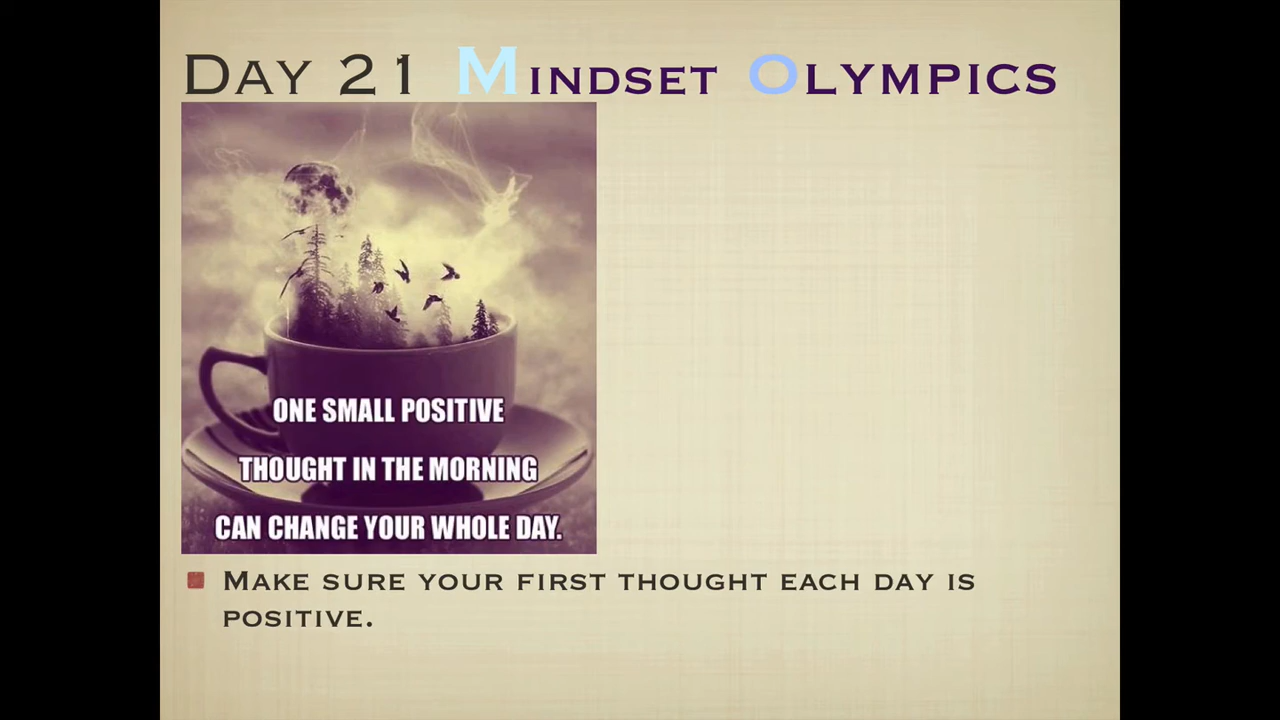 Day 21 Mindset Olympics
ONE SMALL POSITIVE
THOUGHT IN THE MORNING
CAN CHANGE YOUR WHOLE DAY.
Make sure your first thought each day is
positive.